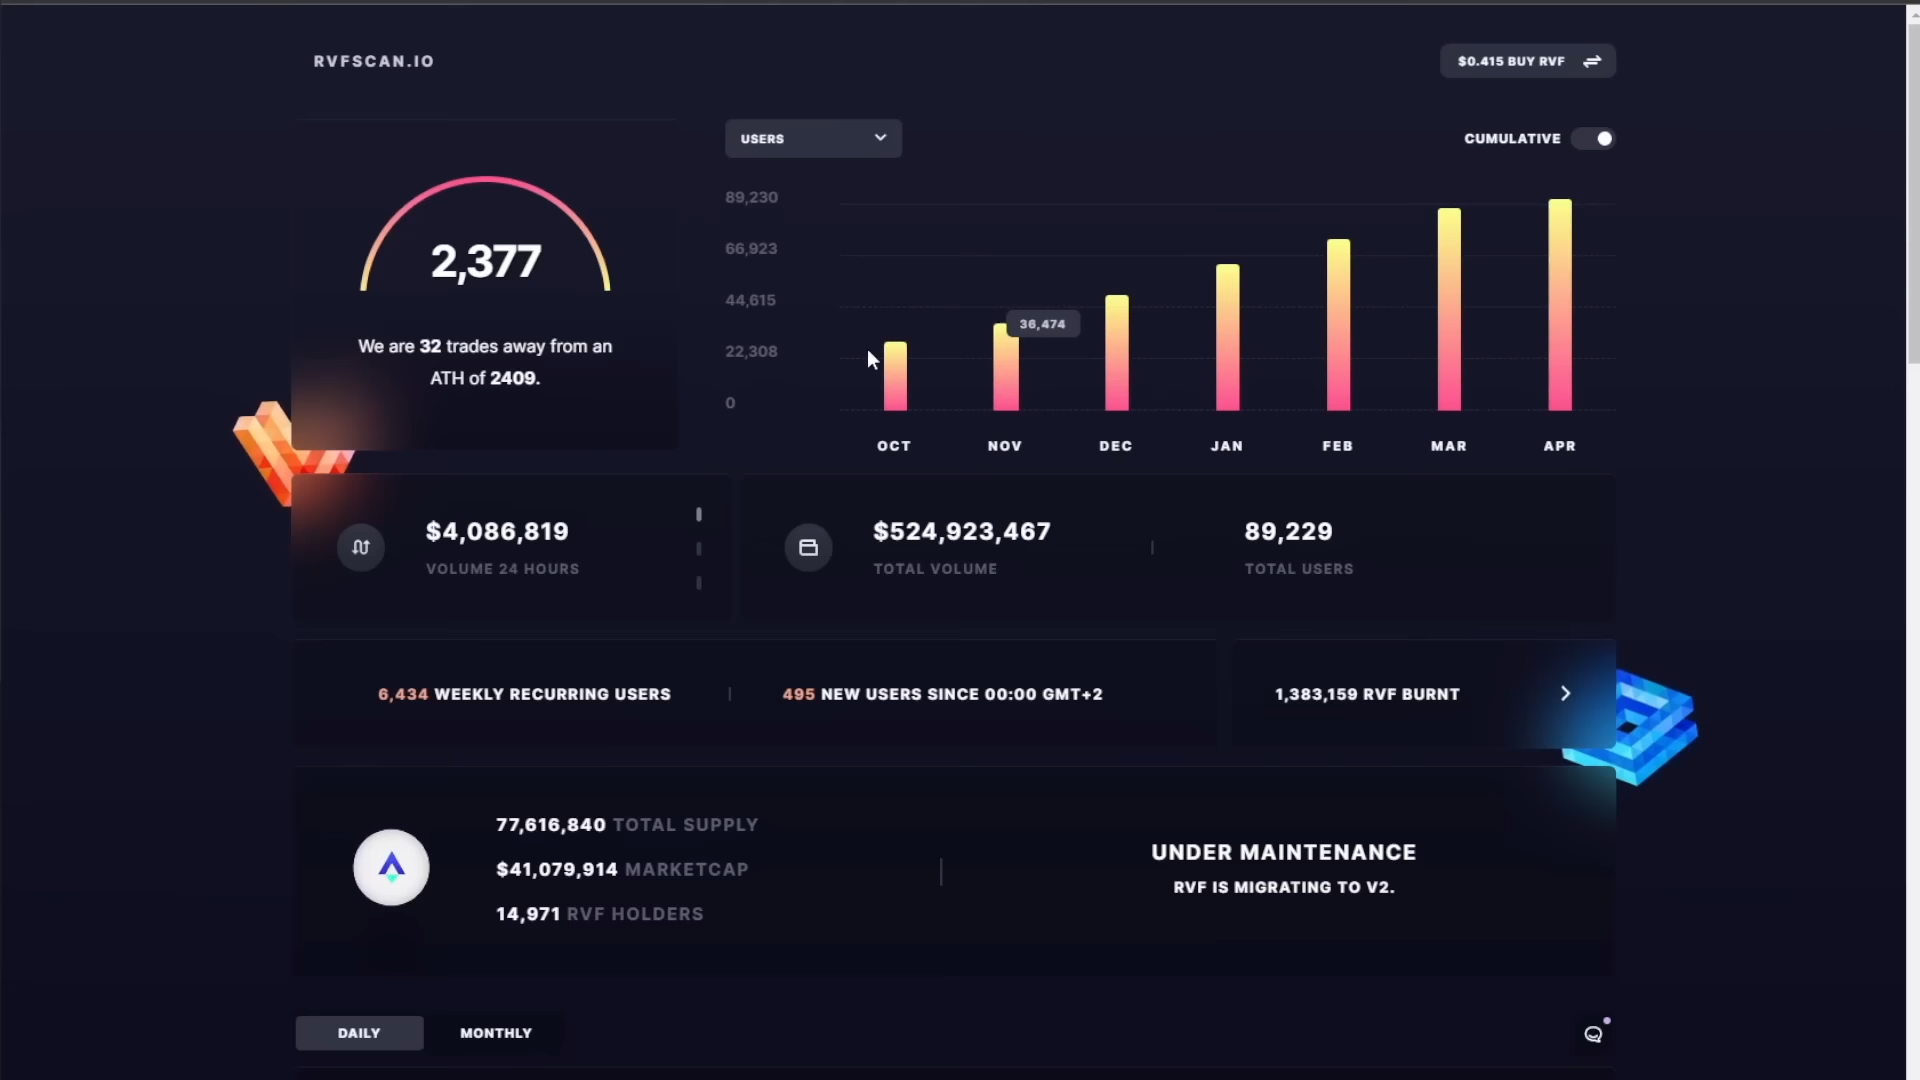 RVFSCAN.IO
$0.415 BUY RVF
USERS
CUMULATIVE
2,377
We are 32 trades away from an
ATH of 2409.
89,230
66,923
44,615
22,308
0
36,474
OCT NOV DEC JAN FEB MAR APR
$4,086,819
VOLUME 24 HOURS
$524,923,467
TOTAL VOLUME
89,229
TOTAL USERS
6,434 WEEKLY RECURRING USERS
495 NEW USERS SINCE 00:00 GMT+2
1,383,159 RVF BURNT
77,616,840 TOTAL SUPPLY
$41,079,914 MARKETCAP
14,971 RVF HOLDERS
UNDER MAINTENANCE
RVF IS MIGRATING TO V2.
DAILY
MONTHLY